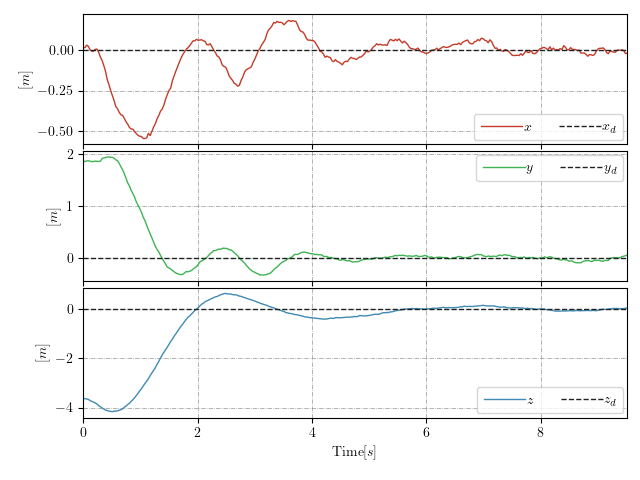 0.00
−0.25
−0.50
[m]
x x_d
2
1
0
[m]
y y_d
0
−2
−4
[m]
z z_d
0 2 4 6 8
Time[s]